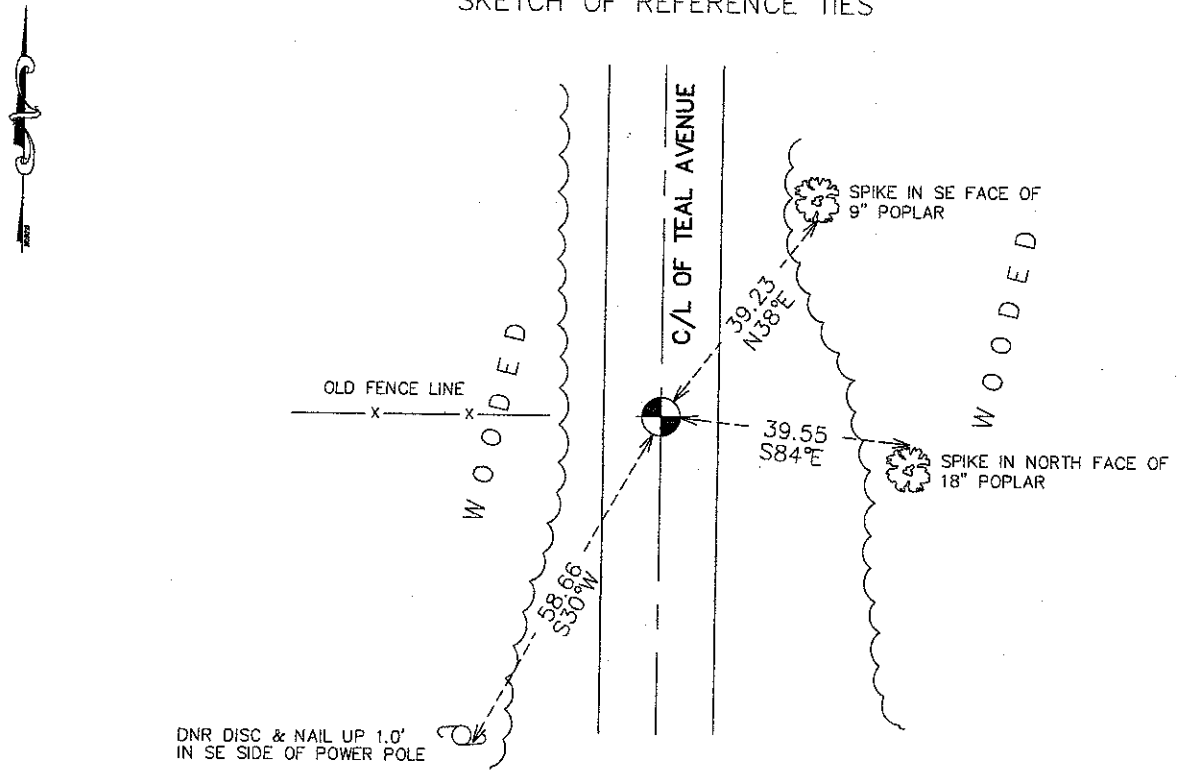 SKETCH OF REFERENCE TIES
C/L OF TEAL AVENUE
SPIKE IN SE FACE OF
9" POPLAR
39.23
N38°E
WOODED
WOODED
OLD FENCE LINE
x x
39.55
S84°E
SPIKE IN NORTH FACE OF
18" POPLAR
58.66
S30°W
DNR DISC & NAIL UP 1.0'
IN SE SIDE OF POWER POLE